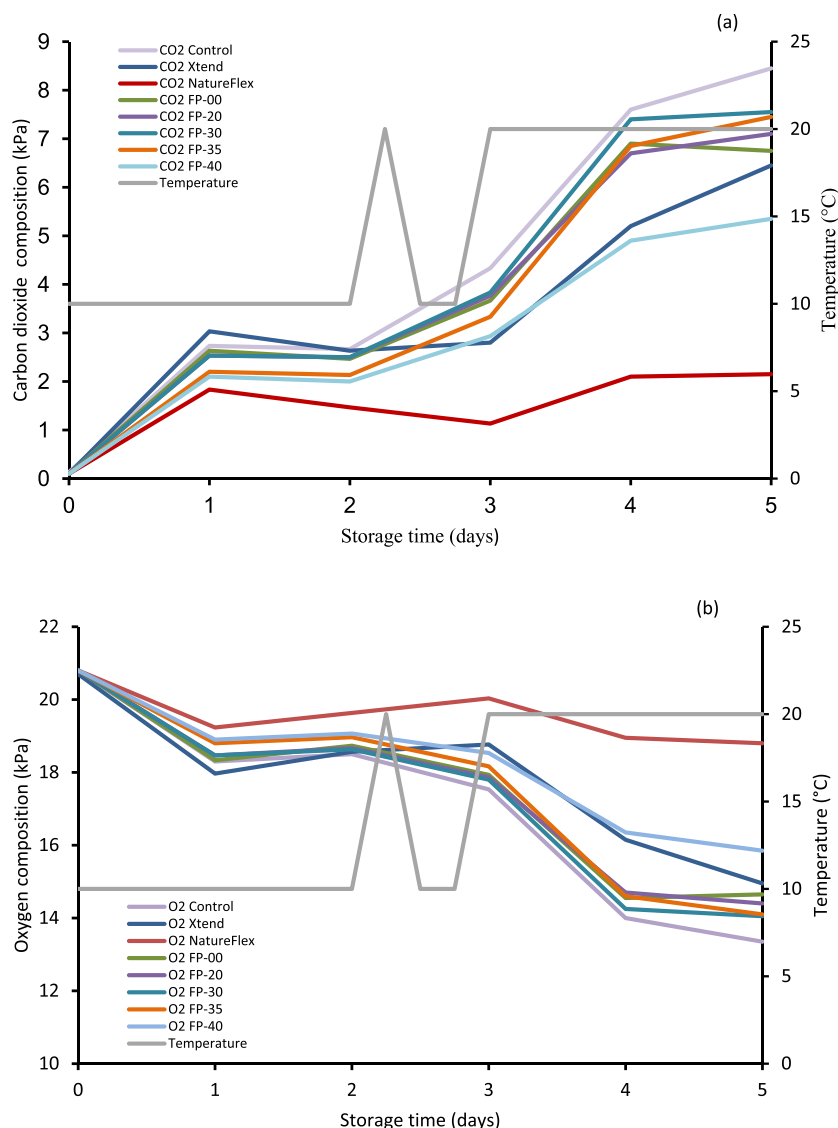 (a)
9
8
7
6
5
4
3
2
1
0
Carbon dioxide composition (kPa)
CO2 Control
CO2 Xtend
CO2 NatureFlex
CO2 FP-00
CO2 FP-20
CO2 FP-30
CO2 FP-35
CO2 FP-40
Temperature
25
20
15
10
5
0
Temperature (°C)
0 1 2 3 4 5
Storage time (days)
(b)
22
20
18
16
14
12
10
Oxygen composition (kPa)
O2 Control
O2 Xtend
O2 NatureFlex
O2 FP-00
O2 FP-20
O2 FP-30
O2 FP-35
O2 FP-40
Temperature
25
20
15
10
5
0
Temperature (°C)
0 1 2 3 4 5
Storage time (days)